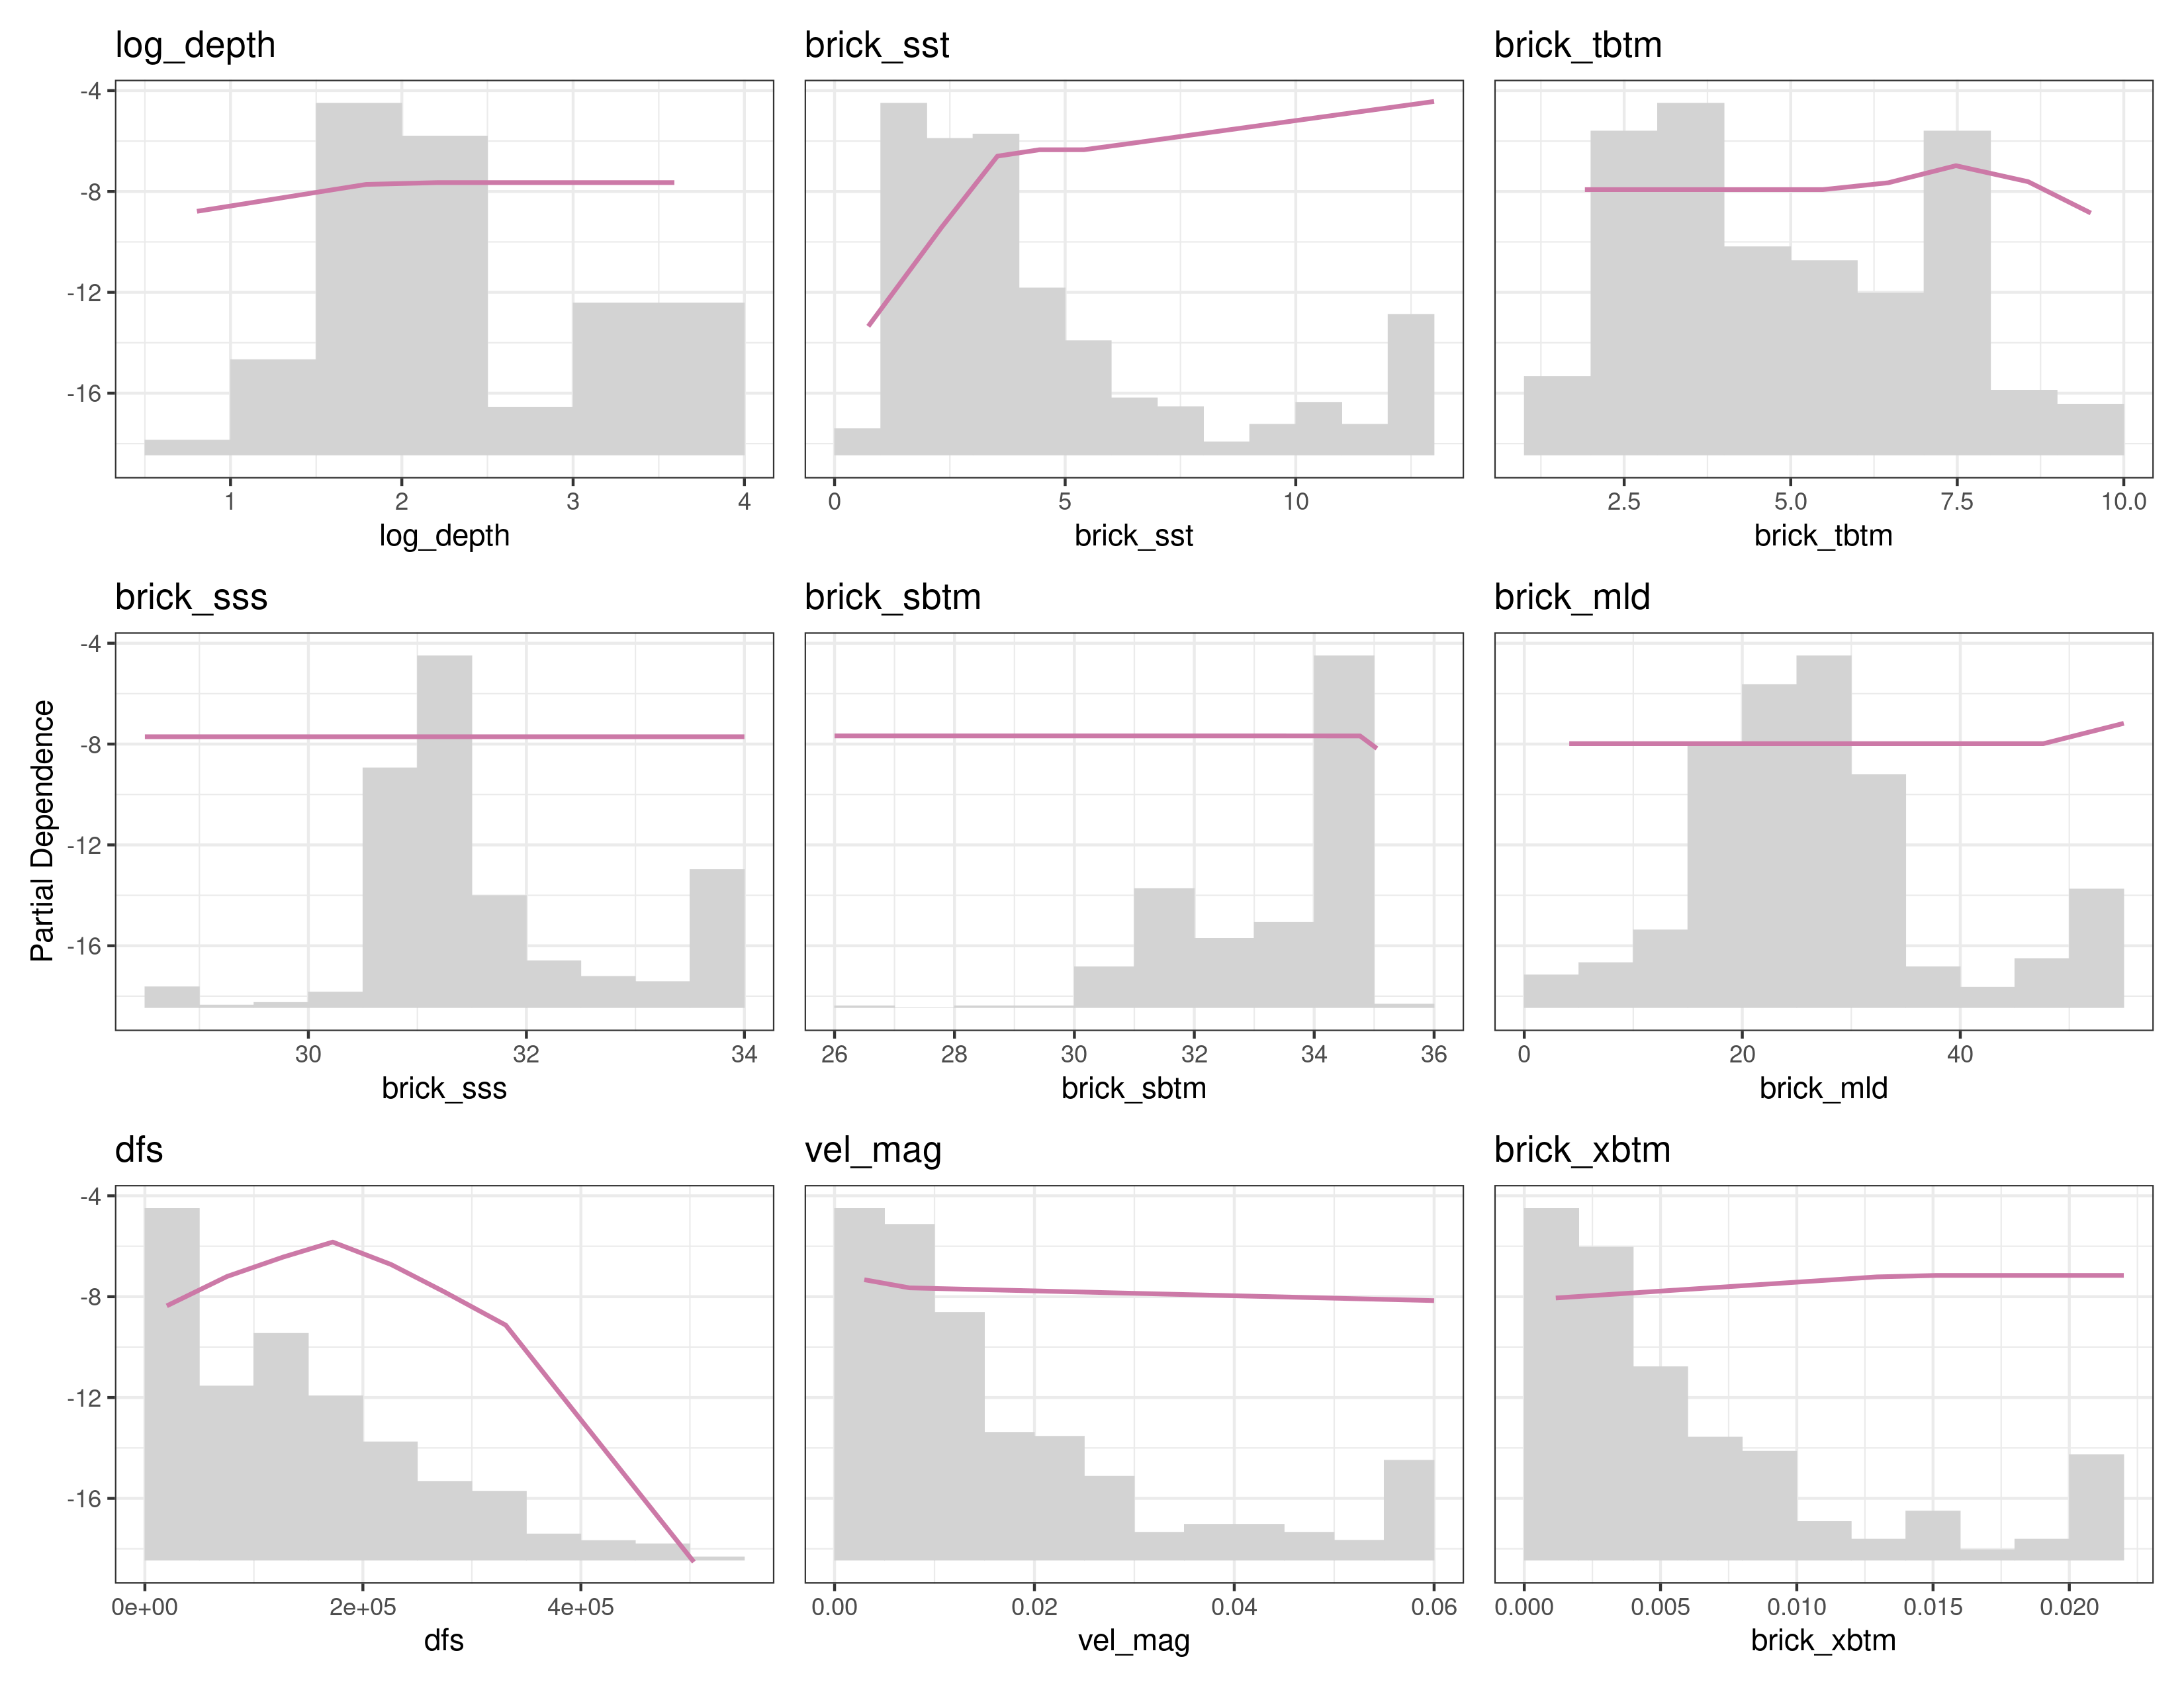 log_depth brick_sst brick_tbtm
-4
-8
-12
-16
1 2 3 4 0 5 10 2.5 5.0 7.5 10.0
log_depth brick_sst brick_tbtm
brick_sss brick_sbtm brick_mld
-4
-8
-12
-16
Partial Dependence
30 32 34 26 28 30 32 34 36 0 20 40
brick_sss brick_sbtm brick_mld
dfs vel_mag brick_xbtm
-4
-8
-12
-16
0e+00 2e+05 4e+05 0.00 0.02 0.04 0.06 0.000 0.005 0.010 0.015 0.020
dfs vel_mag brick_xbtm